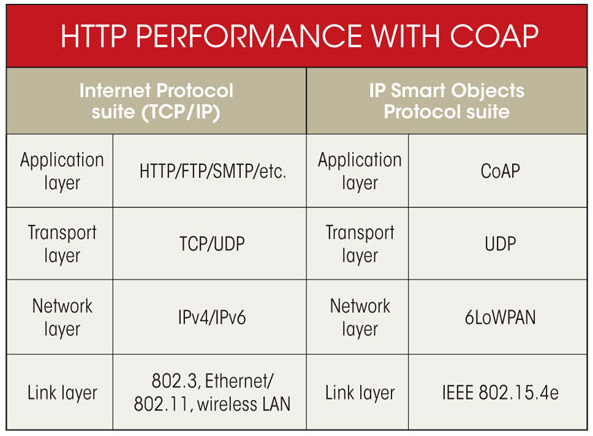 HTTP PERFORMANCE WITH COAP
Internet Protocol
suite (TCP/IP)
IP Smart Objects
Protocol suite
Application
layer
HTTP/FTP/SMTP/etc.
Application
layer
CoAP
Transport
layer
TCP/UDP
Transport
layer
UDP
Network
layer
IPv4/IPv6
Network
layer
6LoWPAN
Link layer
802.3, Ethernet/
802.11, wireless LAN
Link layer
IEEE 802.15.4e